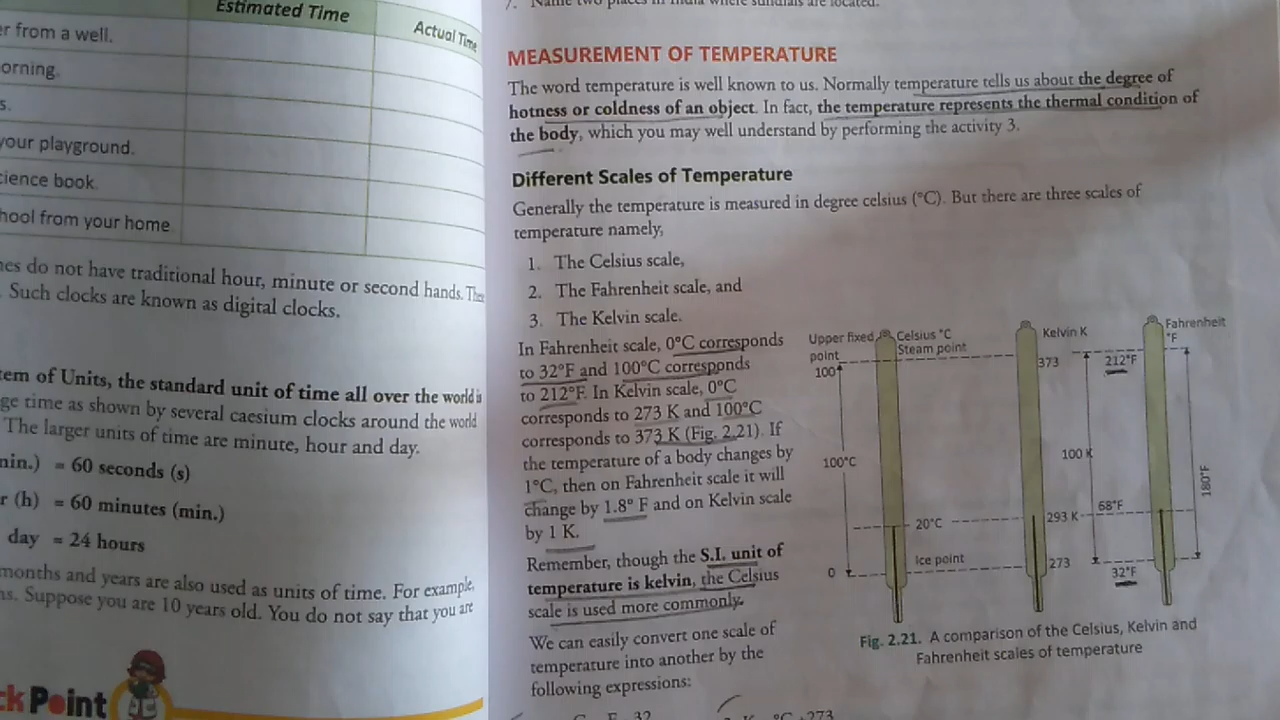 Estimated Time
Actual Time
er from a well.
orning.
s.
your playground.
cience book.
hool from your home
es do not have traditional hour, minute or second hands.
. Such clocks are known as digital clocks.
tem of Units, the standard unit of time all over the world is
ge time as shown by several caesium clocks around the world
The larger units of time are minute, hour and day.
min.) = 60 seconds (s)
r (h) = 60 minutes (min.)
day = 24 hours
months and years are also used as units of time. For example,
ns. Suppose you are 10 years old. You do not say that you are
ck Point
7. Name two places in India where sundials are located.
MEASUREMENT OF TEMPERATURE
The word temperature is well known to us. Normally temperature tells us about the degree of
hotness or coldness of an object. In fact, the temperature represents the thermal condition of
the body, which you may well understand by performing the activity 3.
Different Scales of Temperature
Generally the temperature is measured in degree celsius (°C). But there are three scales of
temperature namely,
1. The Celsius scale,
2. The Fahrenheit scale, and
3. The Kelvin scale.
In Fahrenheit scale, 0°C corresponds
to 32°F and 100°C corresponds
to 212°F. In Kelvin scale, 0°C
corresponds to 273 K and 100°C
corresponds to 373 K (Fig. 2.21). If
the temperature of a body changes by
1°C, then on Fahrenheit scale it will
change by 1.8° F and on Kelvin scale
by 1 K.
Remember, though the S.I. unit of
temperature is kelvin, the Celsius
scale is used more commonly.
We can easily convert one scale of
temperature into another by the
following expressions:
C F 32
K °C +273
Upper fixed
point
100
Celsius °C
Steam point
Kelvin K
373
Fahrenheit
°F
212°F
100°C
100 K
180°F
20°C
293 K
68°F
Ice point
0
273
32°F
Fig. 2.21. A comparison of the Celsius, Kelvin and
Fahrenheit scales of temperature